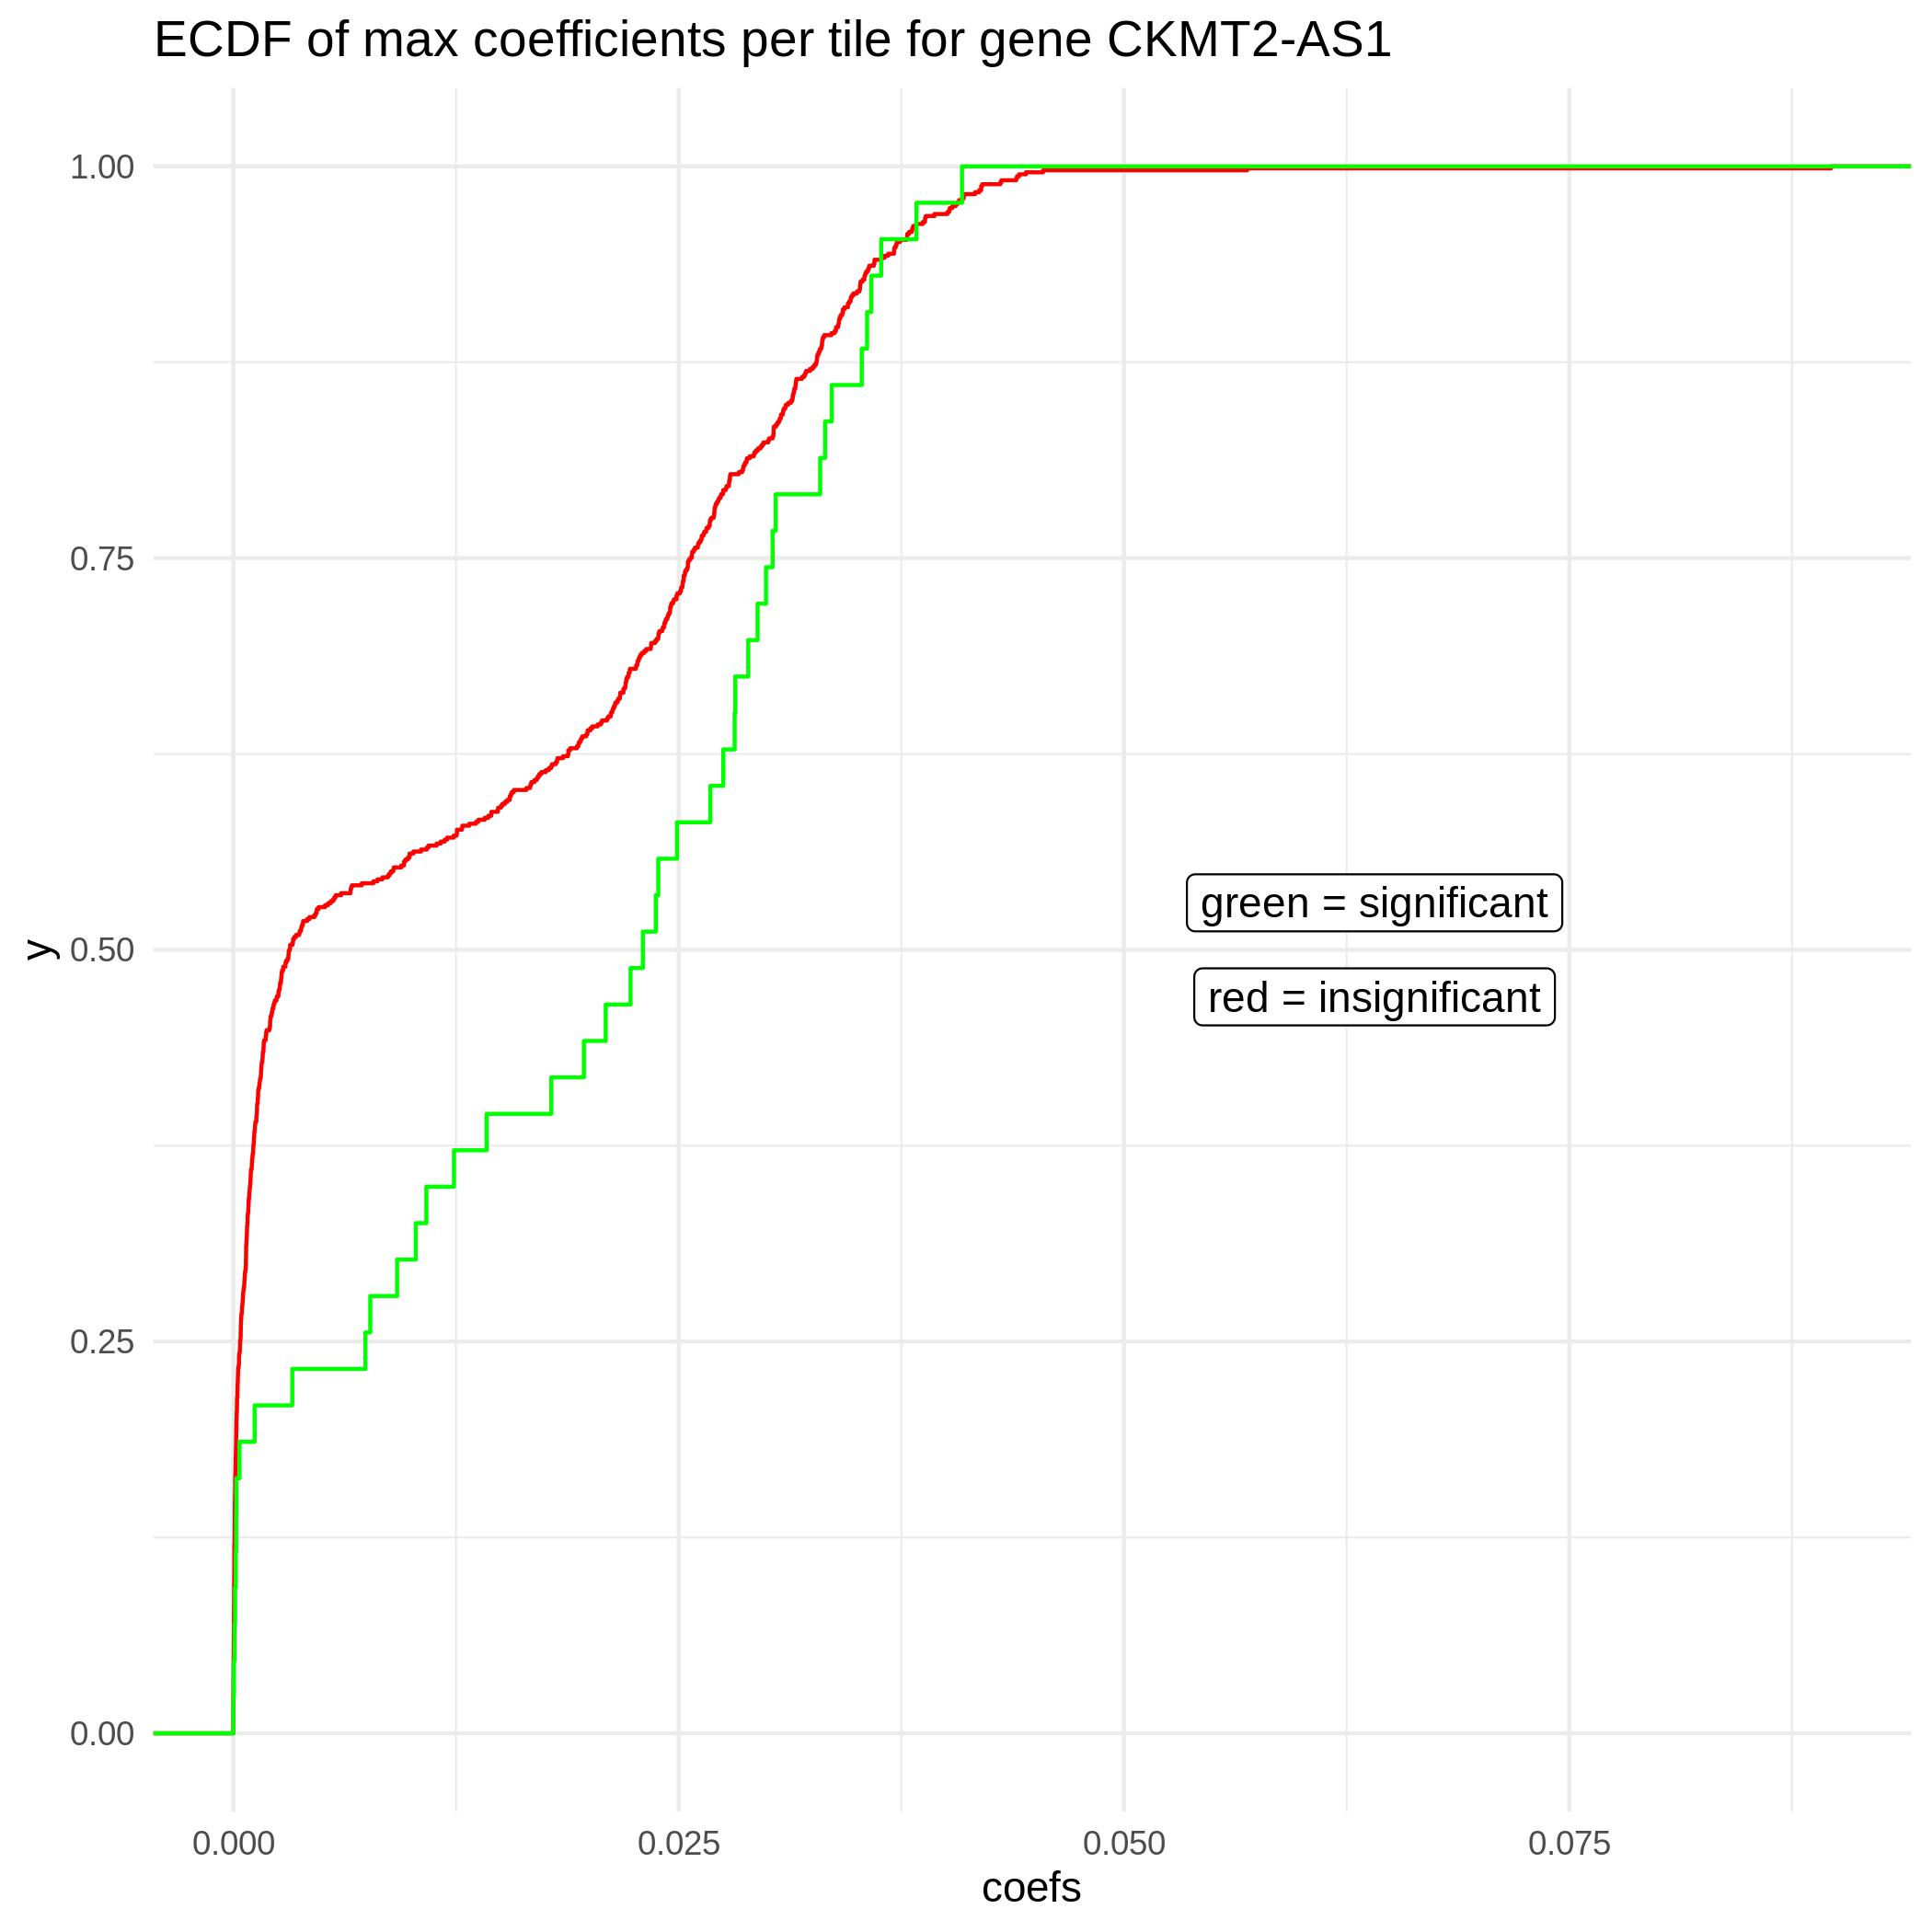 ECDF of max coefficients per tile for gene CKMT2-AS1
1.00
0.75
0.50
0.25
0.00
y
green = significant
red = insignificant
0.000
0.025
0.050
0.075
coefs